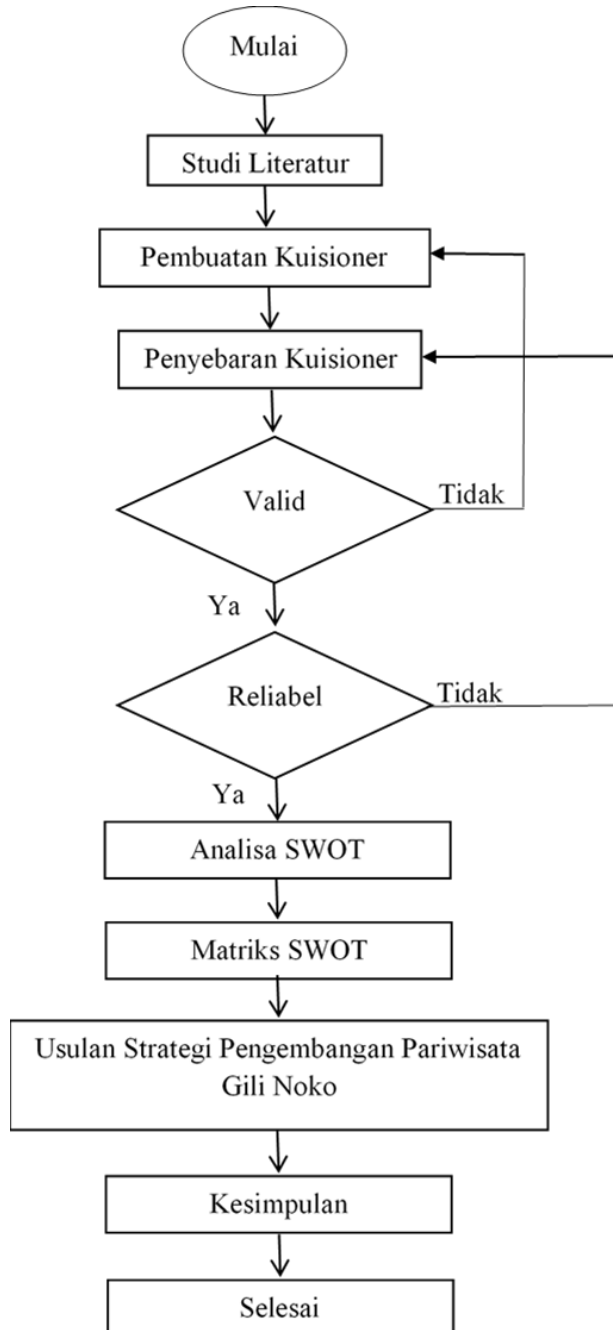 Mulai
Studi Literatur
Pembuatan Kuisioner
Penyebaran Kuisioner
Valid
Tidak
Ya
Reliabel
Tidak
Ya
Analisa SWOT
Matriks SWOT
Usulan Strategi Pengembangan Pariwisata
Gili Noko
Kesimpulan
Selesai